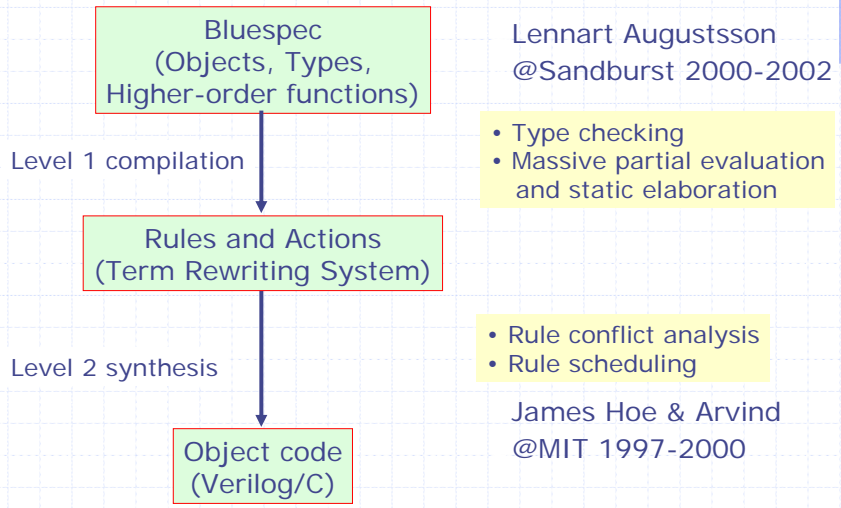 Bluespec
(Objects, Types,
Higher-order functions)
Lennart Augustsson
@Sandburst 2000-2002
Level 1 compilation
• Type checking
• Massive partial evaluation
and static elaboration
Rules and Actions
(Term Rewriting System)
Level 2 synthesis
• Rule conflict analysis
• Rule scheduling
James Hoe & Arvind
@MIT 1997-2000
Object code
(Verilog/C)